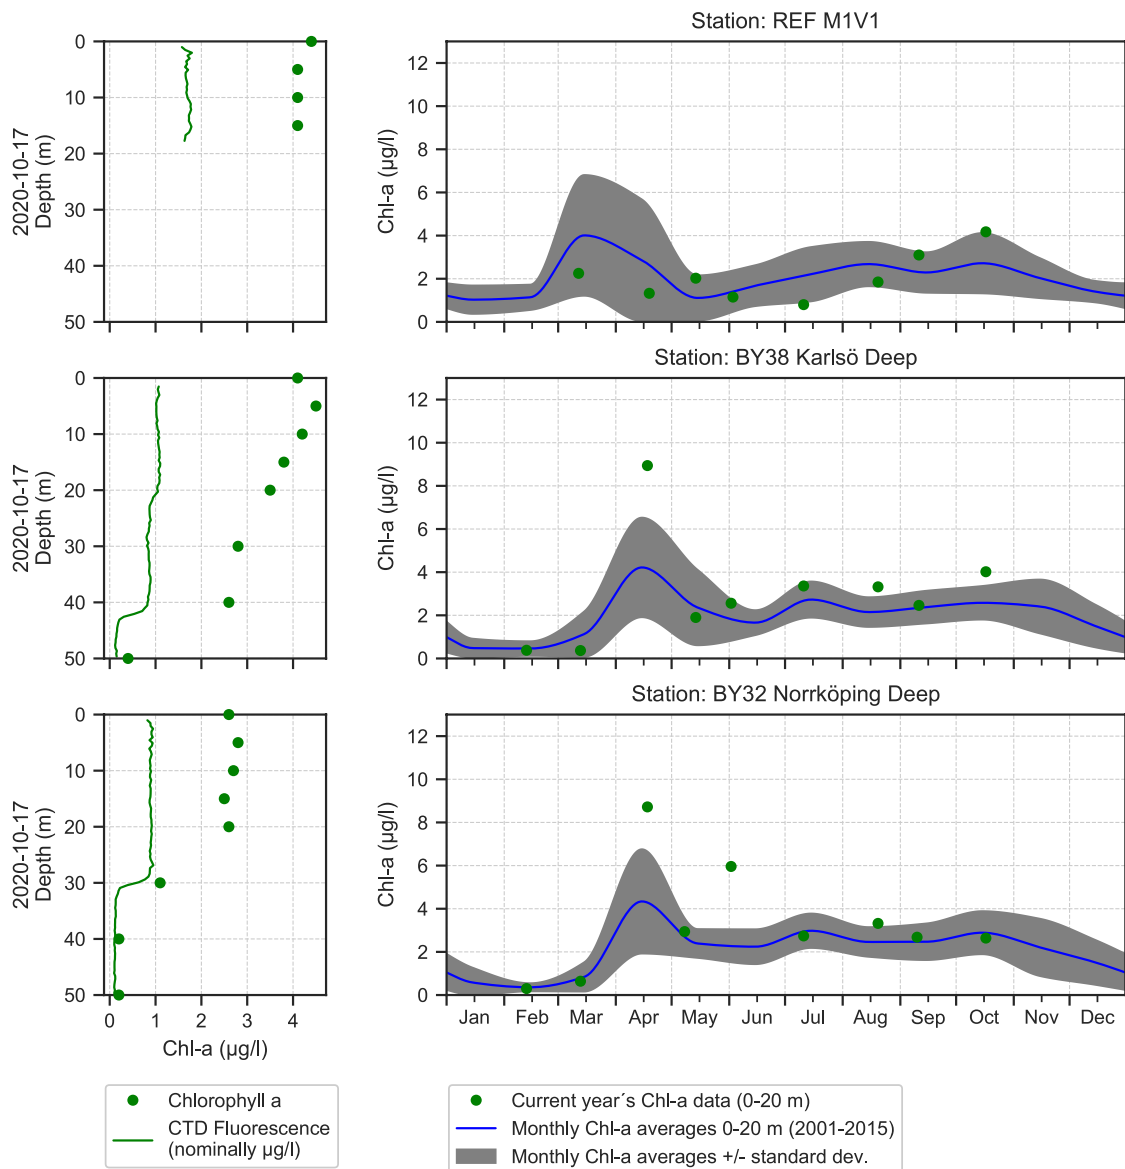 Station: REF M1V1
0
10
20
30
40
50
2020-10-17
Depth (m)
12
10
8
6
4
2
0
Chl-a (µg/l)
Station: BY38 Karlsö Deep
0
10
20
30
40
50
2020-10-17
Depth (m)
12
10
8
6
4
2
0
Chl-a (µg/l)
Station: BY32 Norrköping Deep
0
10
20
30
40
50
2020-10-17
Depth (m)
0 1 2 3 4
Chl-a (µg/l)
12
10
8
6
4
2
0
Chl-a (µg/l)
Jan Feb Mar Apr May Jun Jul Aug Sep Oct Nov Dec
Chlorophyll a
CTD Fluorescence
(nominally µg/l)
Current year´s Chl-a data (0-20 m)
Monthly Chl-a averages 0-20 m (2001-2015)
Monthly Chl-a averages +/- standard dev.